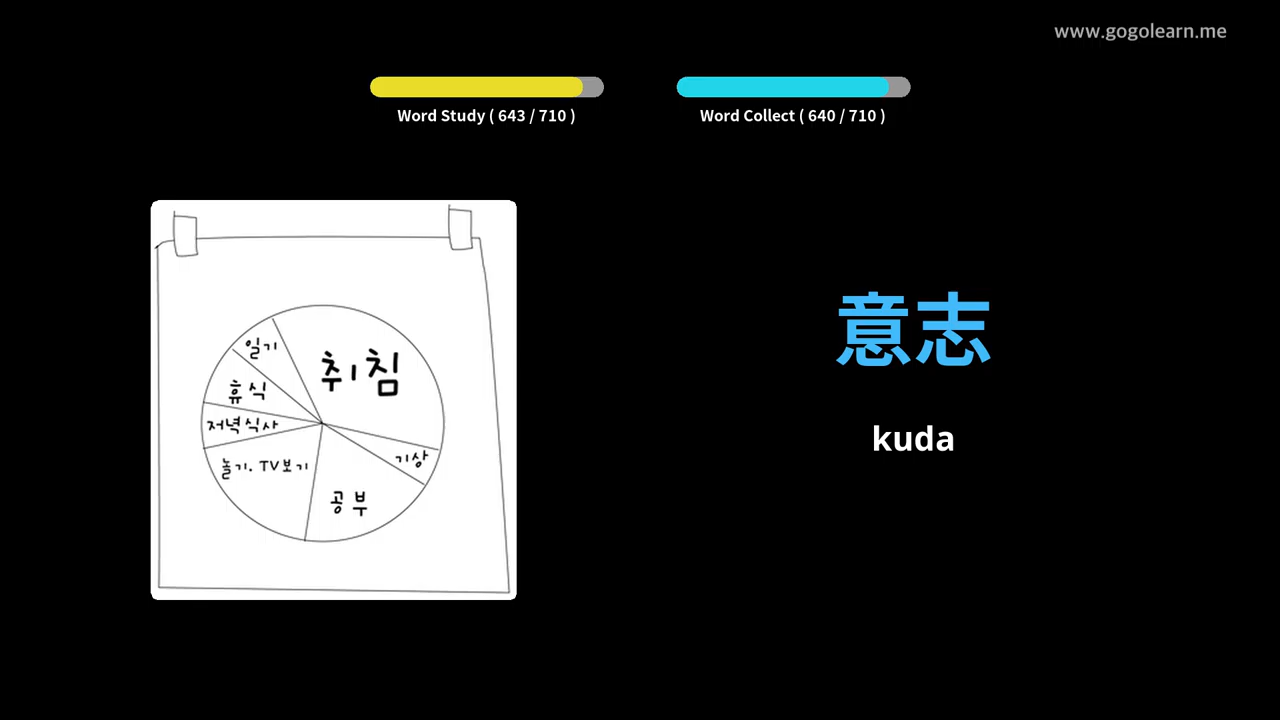 www.gogolearn.me
Word Study ( 643 / 710 )
Word Collect ( 640 / 710 )
일기
취침
휴식
저녁식사
놀기. TV보기
기상
공부
意志
kuda